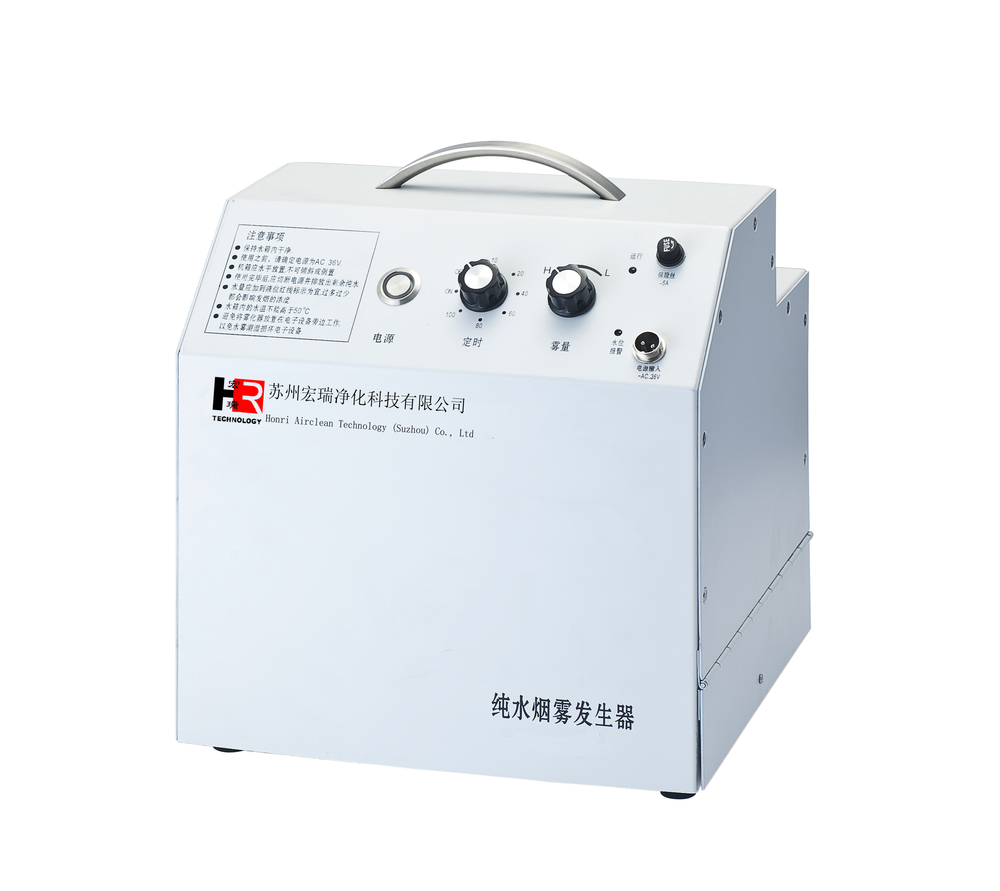 注意事项
● 保持水箱内干净.
● 使用之前，请确定电源为AC 36V.
● 机箱应水平放置,不可倾斜或倒置.
● 使用完毕后,应切断电源并排放出剩余纯水
● 水量应加到液位红线标示为宜,过多过少
都会影响发烟的浓度
● 水箱内的水温不能高于50℃
● 避免将雾化器放置在电子设备旁边工作,
以免水雾潮湿损坏电子设备.
电源
10
20
ON
40
100
60
80
定时
H
L
雾量
运行
FUSE
保险丝
~5A
水位
报警
电源输入
~AC 36V
宏
瑞
HR
TECHNOLOGY
苏州宏瑞净化科技有限公司
Honri Airclean Technology (Suzhou) Co., Ltd
纯水烟雾发生器